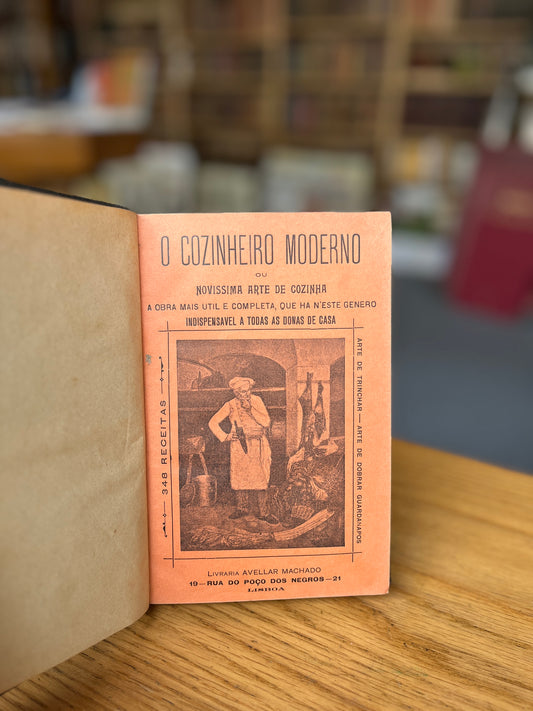 O COZINHEIRO MODERNO
OU
NOVISSIMA ARTE DE COZINHA
A OBRA MAIS UTIL E COMPLETA, QUE HA N'ESTE GENERO
INDISPENSAVEL A TODAS AS DONAS DE CASA
348 RECEITAS
ARTE DE TRINCHAR — ARTE DE DOBRAR GUARDANAPOS
LIVRARIA AVELLAR MACHADO
19—RUA DO POÇO DOS NEGROS—21
LISBOA